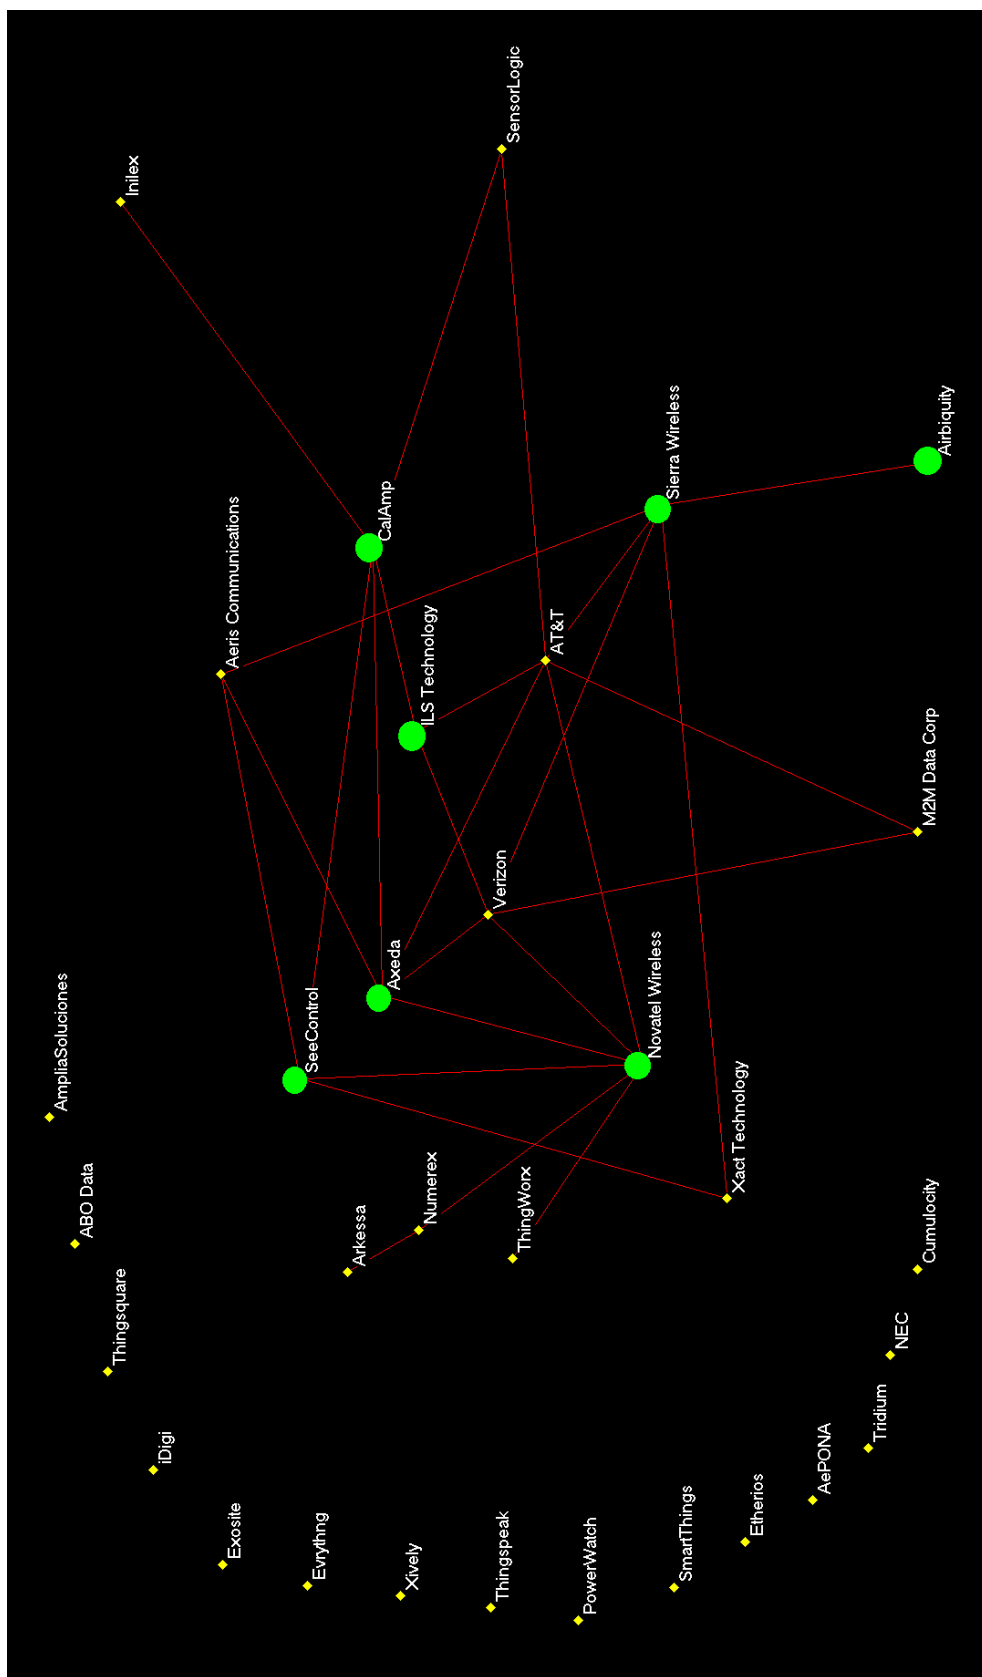 SensorLogic
Inilex
Airbiquity
Sierra Wireless
CalAmp
Aeris Communications
AT&T
ILS Technology
M2M Data Corp
Verizon
Axeda
Novatel Wireless
SeeControl
AmpliaSoluciones
Xact Technology
Numerex
ABO Data
ThingWorx
Arkessa
Cumulocity
Thingsquare
NEC
Tridium
iDigi
AePONA
Etherios
Exosite
SmartThings
Evrythng
Xively
Thingspeak
PowerWatch